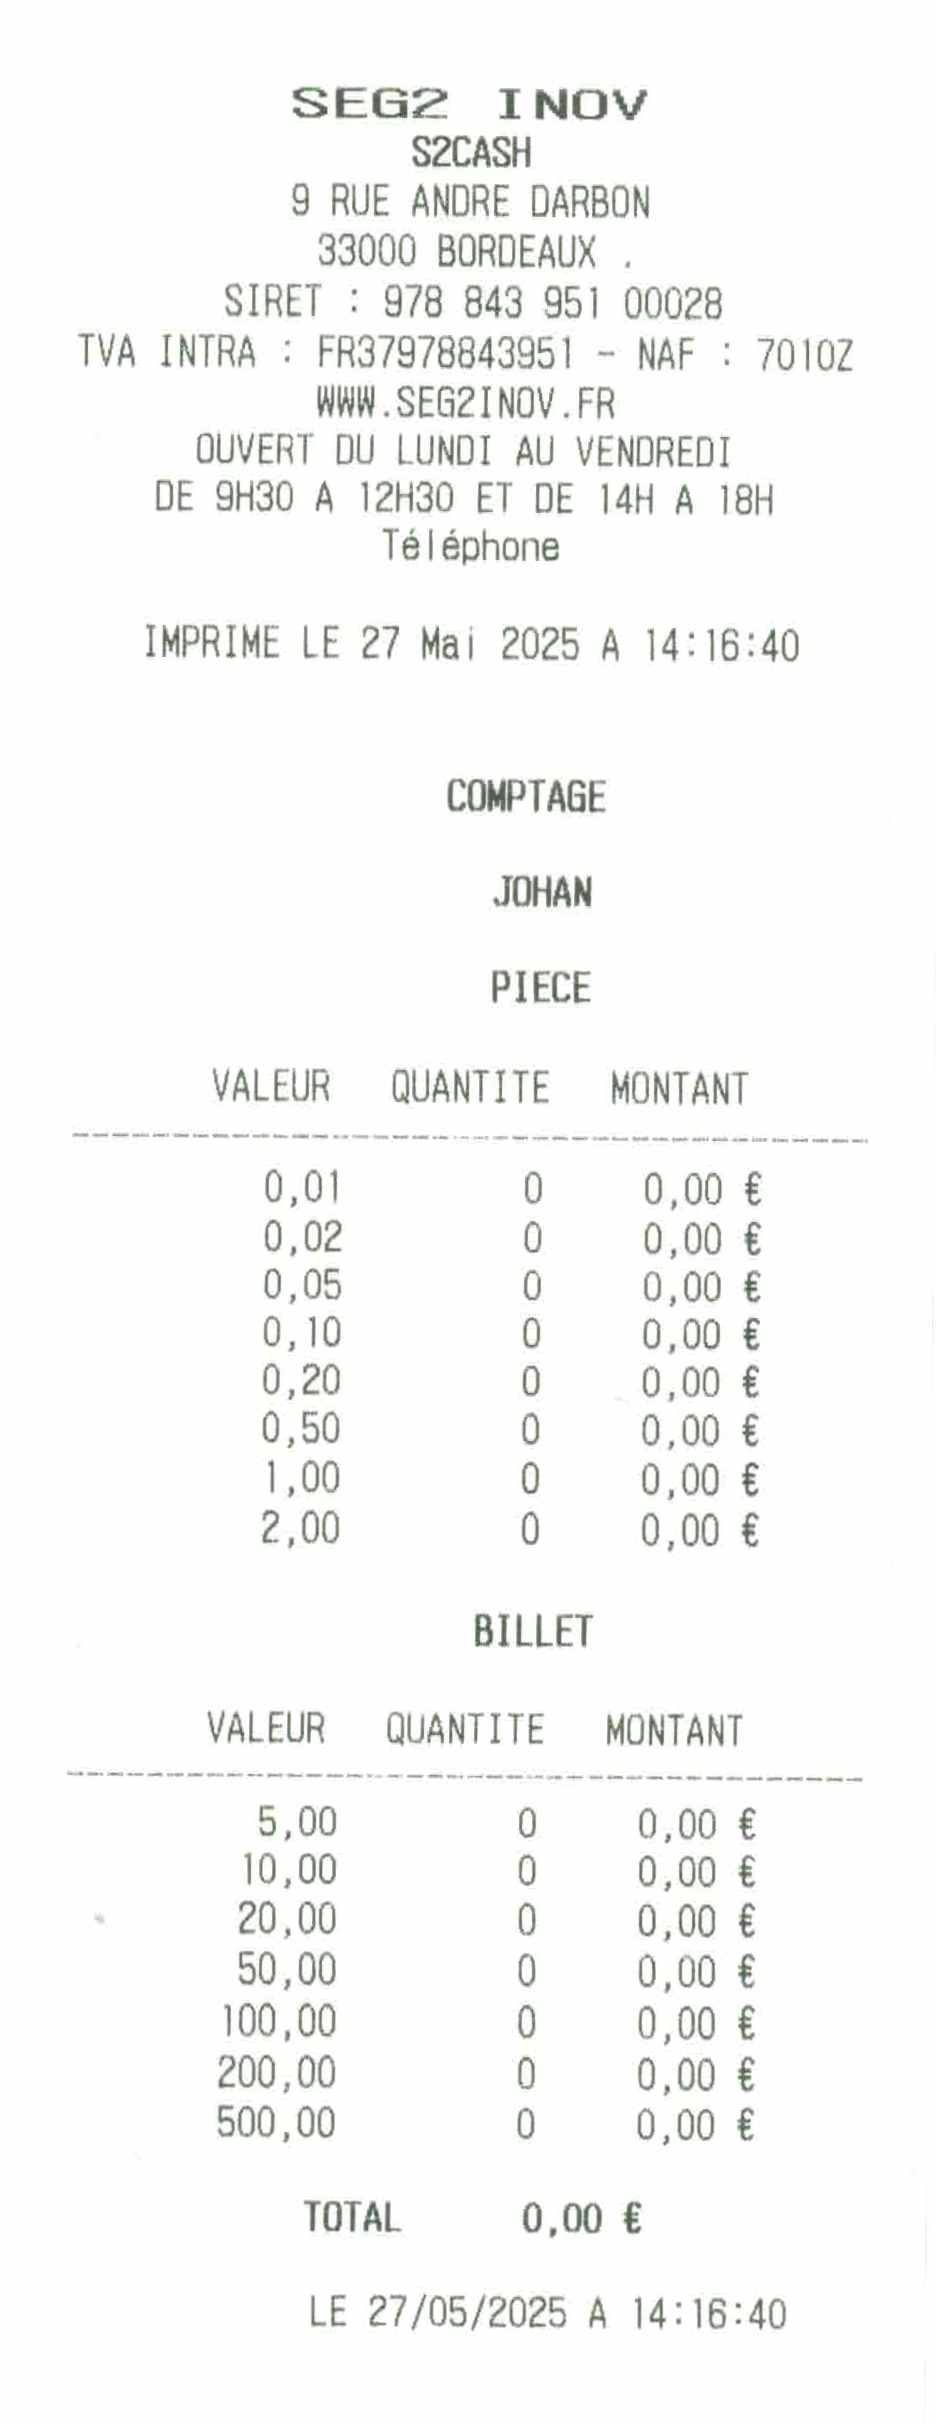 SEG2 INOV
S2CASH
9 RUE ANDRE DARBON
33000 BORDEAUX .
SIRET : 978 843 951 00028
TVA INTRA : FR37978843951 - NAF : 7010Z
WWW.SEG2INOV.FR
OUVERT DU LUNDI AU VENDREDI
DE 9H30 A 12H30 ET DE 14H A 18H
Téléphone
IMPRIME LE 27 Mai 2025 A 14:16:40
COMPTAGE
JOHAN
PIECE
VALEUR QUANTITE MONTANT
0,01 0 0,00 €
0,02 0 0,00 €
0,05 0 0,00 €
0,10 0 0,00 €
0,20 0 0,00 €
0,50 0 0,00 €
1,00 0 0,00 €
2,00 0 0,00 €
BILLET
VALEUR QUANTITE MONTANT
5,00 0 0,00 €
10,00 0 0,00 €
20,00 0 0,00 €
50,00 0 0,00 €
100,00 0 0,00 €
200,00 0 0,00 €
500,00 0 0,00 €
TOTAL 0,00 €
LE 27/05/2025 A 14:16:40